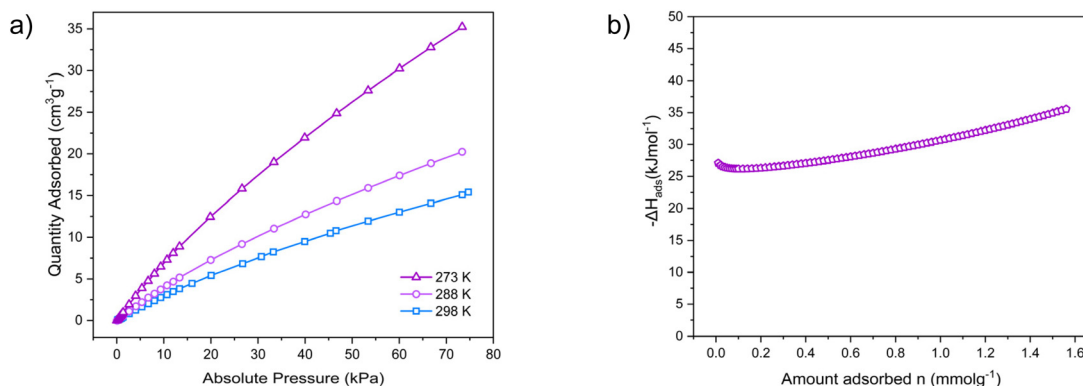 a)
Quantity Adsorbed (cm³g⁻¹)
35
30
25
20
15
10
5
0
273 K
288 K
298 K
0 10 20 30 40 50 60 70 80
Absolute Pressure (kPa)
b)
-ΔHads(kJmol⁻¹)
50
45
40
35
30
25
20
15
10
5
0
0.0 0.2 0.4 0.6 0.8 1.0 1.2 1.4 1.6
Amount adsorbed n (mmolg⁻¹)